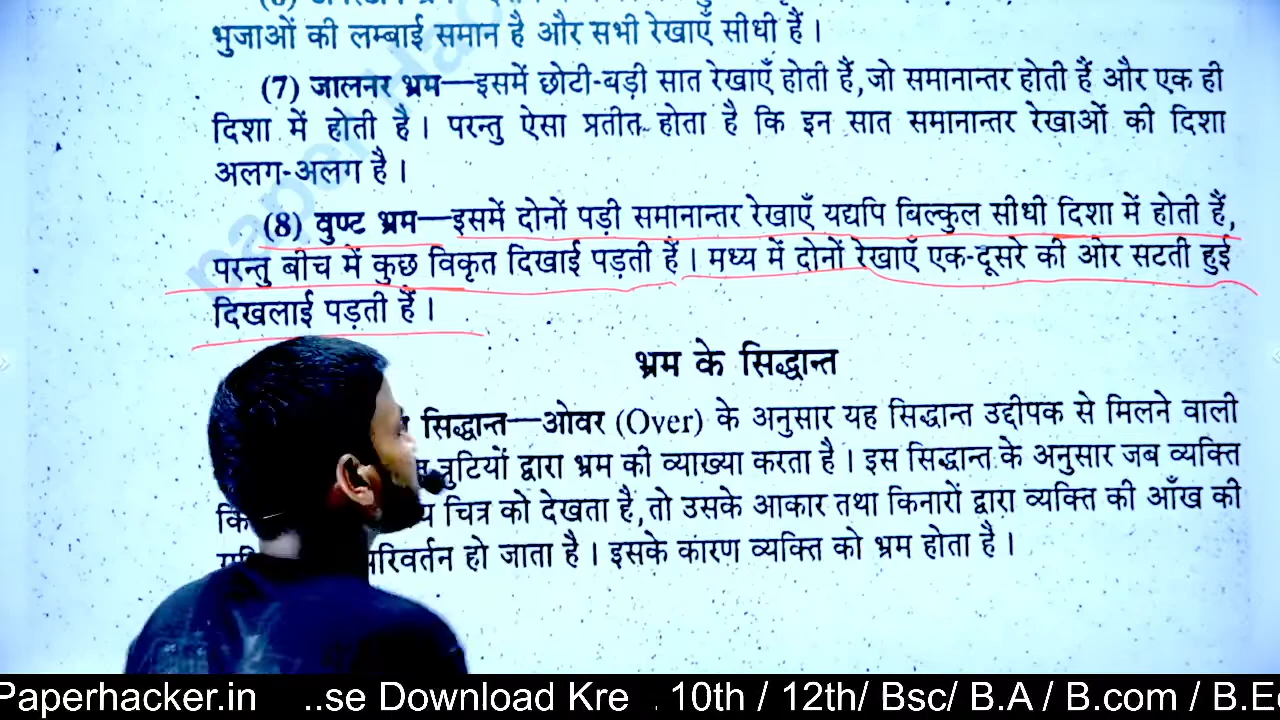 भुजाओं की लम्बाई समान है और सभी रेखाएँ सीधी हैं।
(7) जालनर भ्रम—इसमें छोटी-बड़ी सात रेखाएँ होती हैं, जो समानान्तर होती हैं और एक ही
दिशा में होती है। परन्तु ऐसा प्रतीत होता है कि इन सात समानान्तर रेखाओं की दिशा
अलग-अलग है।
(8) वुण्ट भ्रम—इसमें दोनों पड़ी समानान्तर रेखाएँ यद्यपि बिल्कुल सीधी दिशा में होती हैं,
परन्तु बीच में कुछ विकृत दिखाई पड़ती हैं। मध्य में दोनों रेखाएँ एक-दूसरे की ओर सटती हुई
दिखलाई पड़ती हैं।
भ्रम के सिद्धान्त
सिद्धान्त—ओवर (Over) के अनुसार यह सिद्धान्त उद्दीपक से मिलने वाली
त्रुटियों द्वारा भ्रम की व्याख्या करता है। इस सिद्धान्त के अनुसार जब व्यक्ति
चित्र को देखता है, तो उसके आकार तथा किनारों द्वारा व्यक्ति की आँख की
परिवर्तन हो जाता है। इसके कारण व्यक्ति को भ्रम होता है।
Paperhacker.in ..se Download Kre . 10th / 12th/ Bsc/ B.A / B.com / B.Ed